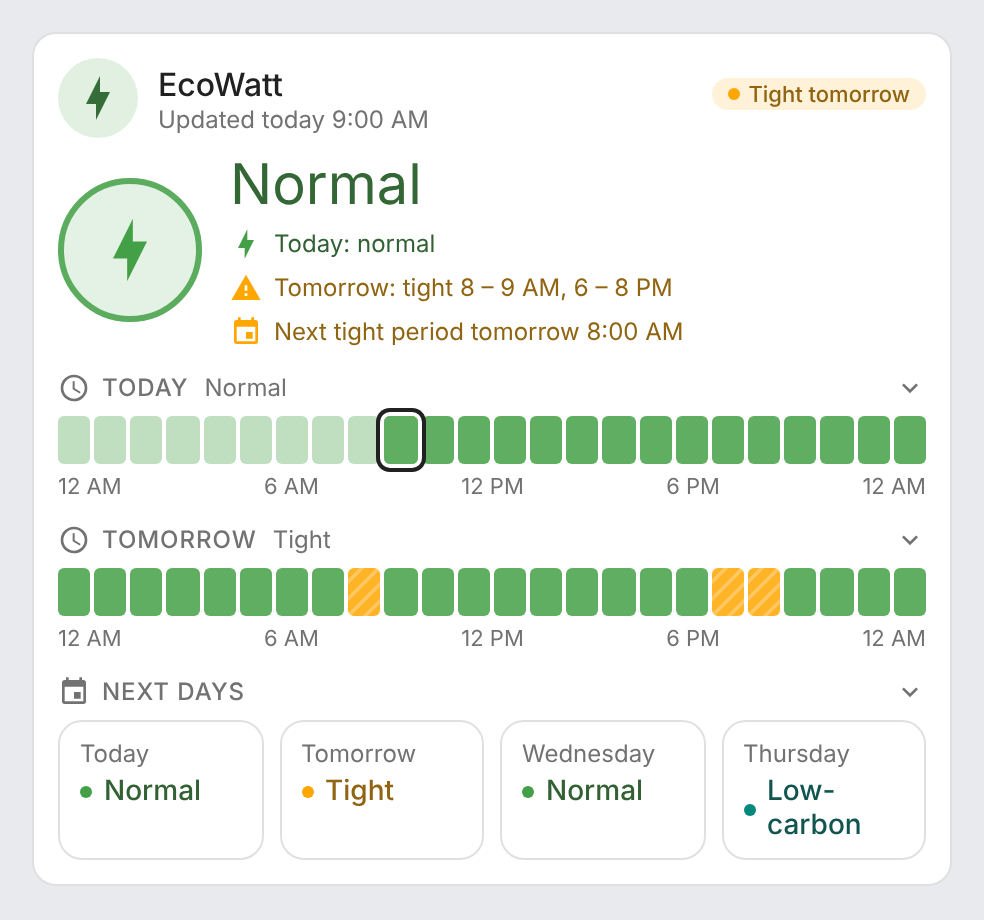 EcoWatt
Updated today 9:00 AM
Tight tomorrow
Normal
Today: normal
Tomorrow: tight 8 – 9 AM, 6 – 8 PM
Next tight period tomorrow 8:00 AM
TODAY Normal
12 AM 6 AM 12 PM 6 PM 12 AM
TOMORROW Tight
12 AM 6 AM 12 PM 6 PM 12 AM
NEXT DAYS
Today
Normal
Tomorrow
Tight
Wednesday
Normal
Thursday
Low-
carbon